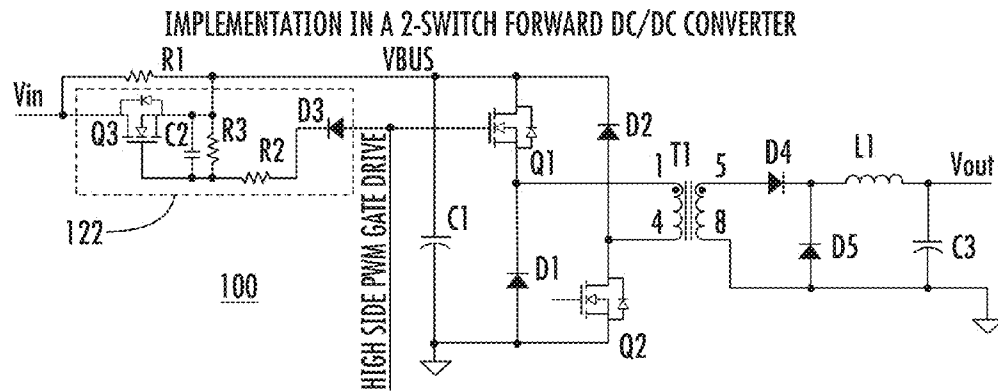 IMPLEMENTATION IN A 2-SWITCH FORWARD DC/DC CONVERTER
R1
VBUS
Vin
D3
Q3
C2
R3
R2
Q1
D2
1
T1
5
D4
L1
Vout
4
8
122
C1
D1
D5
C3
100
Q2
HIGH SIDE PWM GATE DRIVE